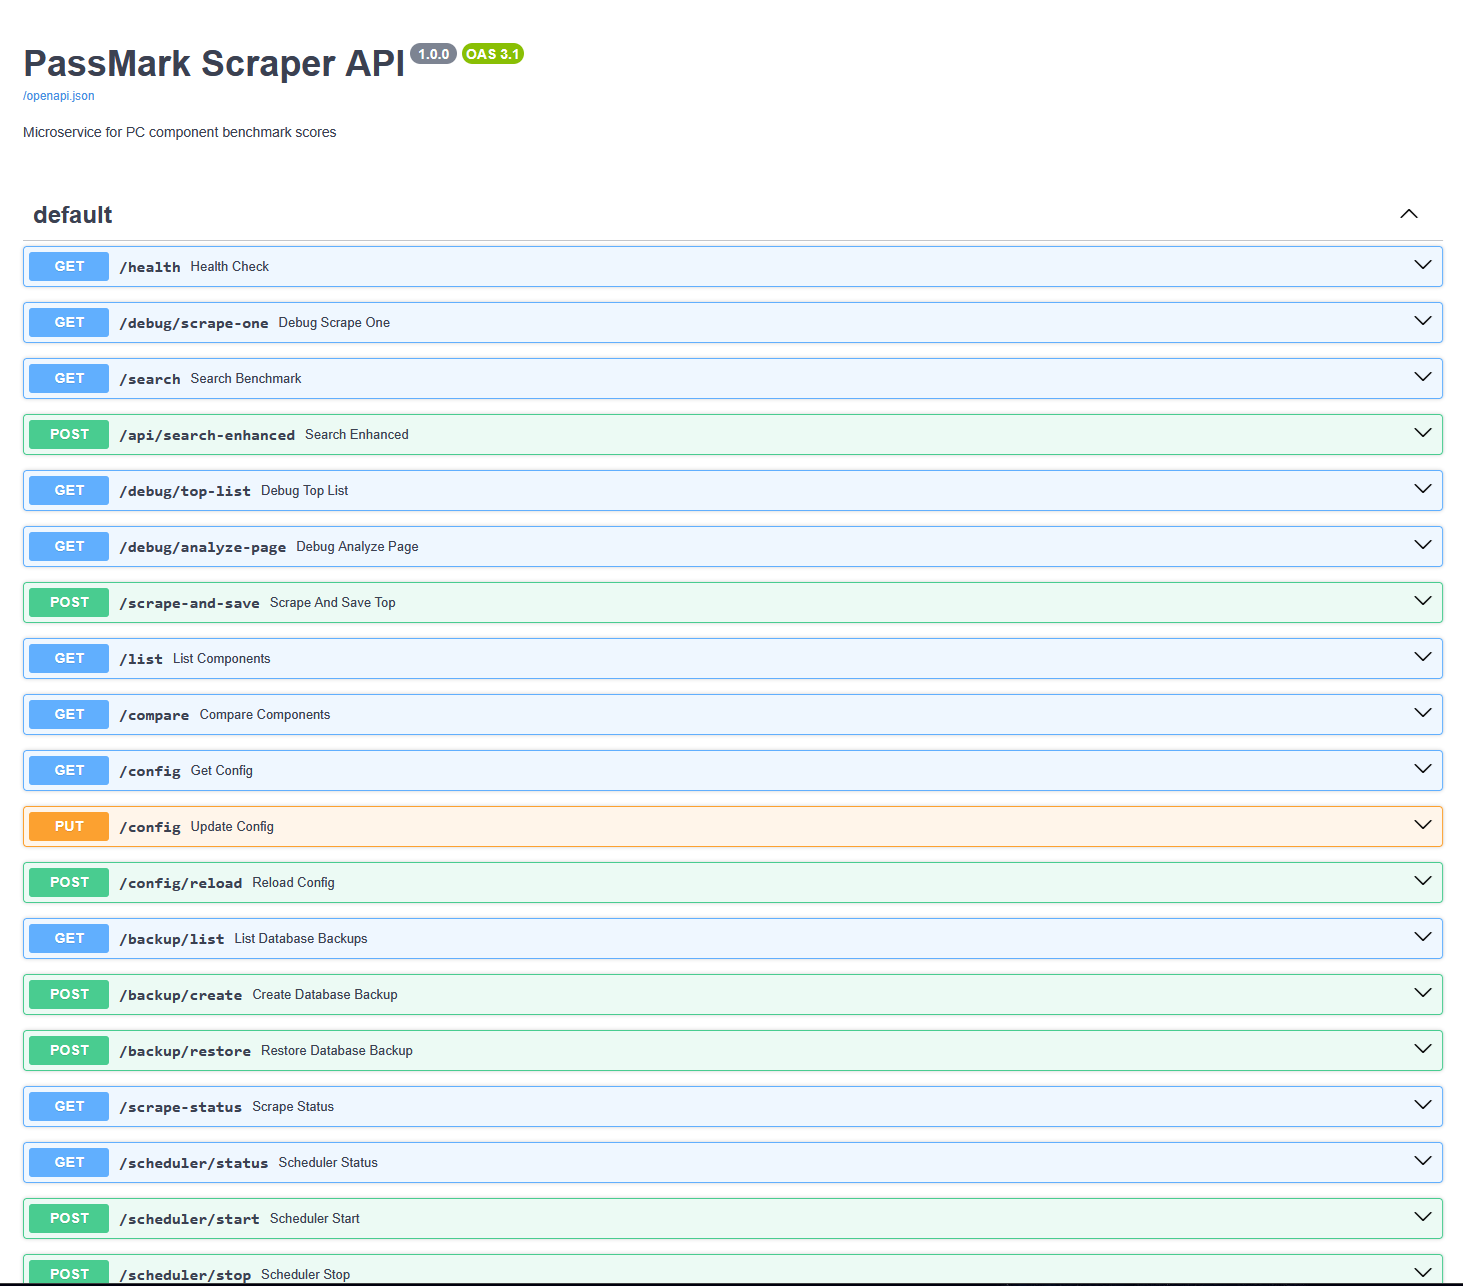 PassMark Scraper API 1.0.0 OAS 3.1
/openapi.json
Microservice for PC component benchmark scores
default
GET /health Health Check
GET /debug/scrape-one Debug Scrape One
GET /search Search Benchmark
POST /api/search-enhanced Search Enhanced
GET /debug/top-list Debug Top List
GET /debug/analyze-page Debug Analyze Page
POST /scrape-and-save Scrape And Save Top
GET /list List Components
GET /compare Compare Components
GET /config Get Config
PUT /config Update Config
POST /config/reload Reload Config
GET /backup/list List Database Backups
POST /backup/create Create Database Backup
POST /backup/restore Restore Database Backup
GET /scrape-status Scrape Status
GET /scheduler/status Scheduler Status
POST /scheduler/start Scheduler Start
POST /scheduler/stop Scheduler Stop